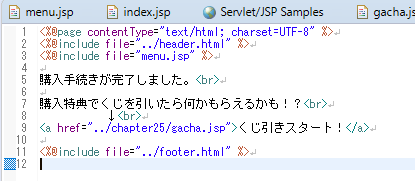 menu.jsp index.jsp Servlet/JSP Samples gacha.js
1 <%@page contentType="text/html; charset=UTF-8" %>
2 <%@include file="../header.html" %>
3 <%@include file="menu.jsp" %>
4
5 購入手続きが完了しました。<br>
6
7 購入特典でくじを引いたら何かもらえるかも！？<br>
8 ↓<br>
9 <a href="../chapter25/gacha.jsp">くじ引きスタート！</a>
10
11 <%@include file="../footer.html" %>
12